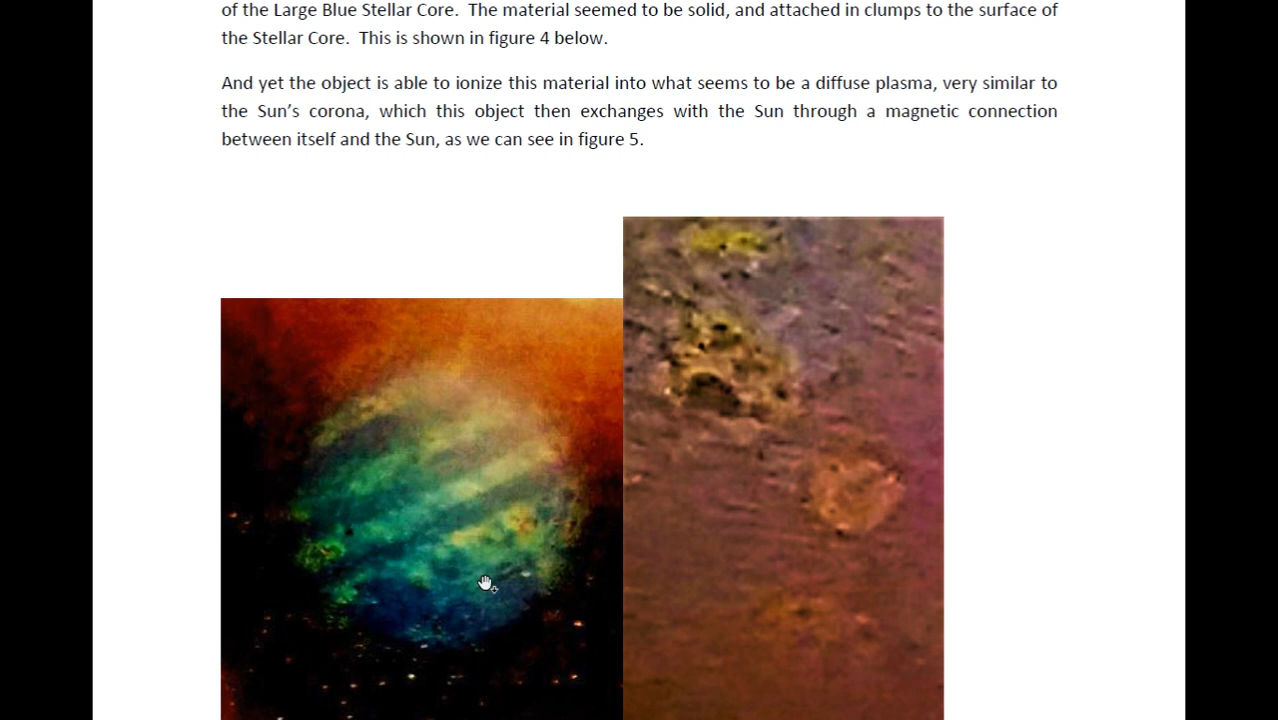 of the Large Blue Stellar Core.  The material seemed to be solid, and attached in clumps to the surface of
the Stellar Core.  This is shown in figure 4 below.
And yet the object is able to ionize this material into what seems to be a diffuse plasma, very similar to
the Sun’s corona, which this object then exchanges with the Sun through a magnetic connection
between itself and the Sun, as we can see in figure 5.